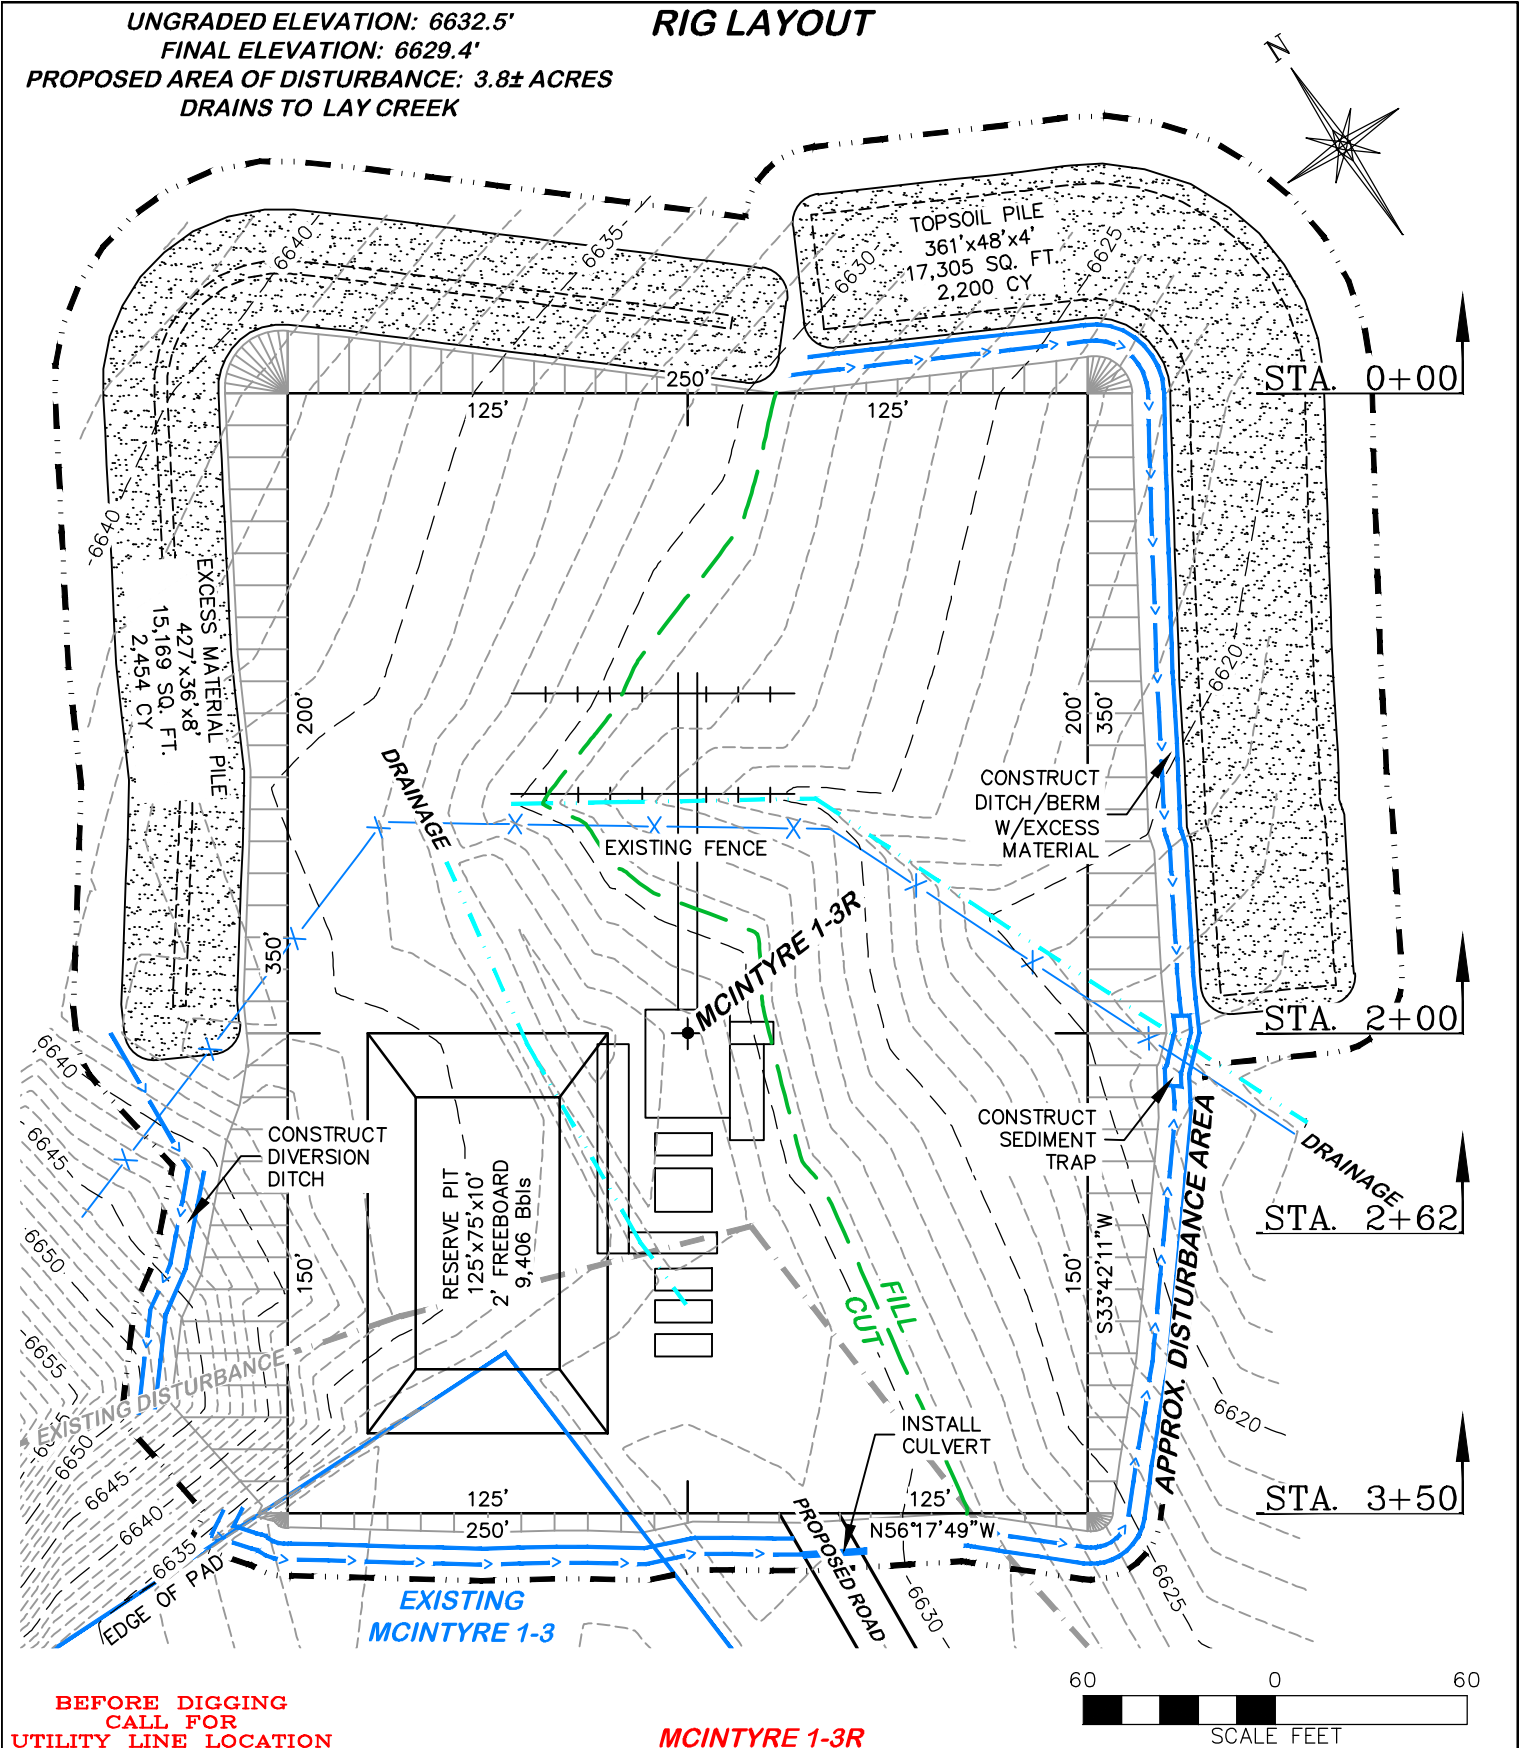 UNGRADED ELEVATION: 6632.5'
FINAL ELEVATION: 6629.4'
PROPOSED AREA OF DISTURBANCE: 3.8± ACRES
DRAINS TO LAY CREEK
RIG LAYOUT
N
TOPSOIL PILE
361'x48'x4'
17,305 SQ. FT.
2,200 CY
6640
6635
6630
6625
250'
125'
125'
STA. 0+00
6640
EXCESS MATERIAL PILE
427'x36'x8'
15,169 SQ. FT.
2,454 CY
200'
200'
350'
6620
DRAINAGE
CONSTRUCT
DITCH/BERM
W/EXCESS
MATERIAL
EXISTING FENCE
MCINTYRE 1-3R
350'
STA. 2+00
6640
6645
CONSTRUCT
DIVERSION
DITCH
CONSTRUCT
SEDIMENT
TRAP
DRAINAGE
RESERVE PIT
125'x75'x10'
2' FREEBOARD
9,406 Bbls
STA. 2+62
6650
150'
150'
S33°42'11"W
APPROX. DISTURBANCE AREA
FILL
CUT
6655
EXISTING DISTURBANCE
6650
6645
6640
6635
6620
INSTALL
CULVERT
125'
250'
125'
N56°17'49"W
STA. 3+50
PROPOSED ROAD
EDGE OF PAD
6630
6625
EXISTING
MCINTYRE 1-3
BEFORE DIGGING
CALL FOR
UTILITY LINE LOCATION
MCINTYRE 1-3R
60 0 60
SCALE FEET